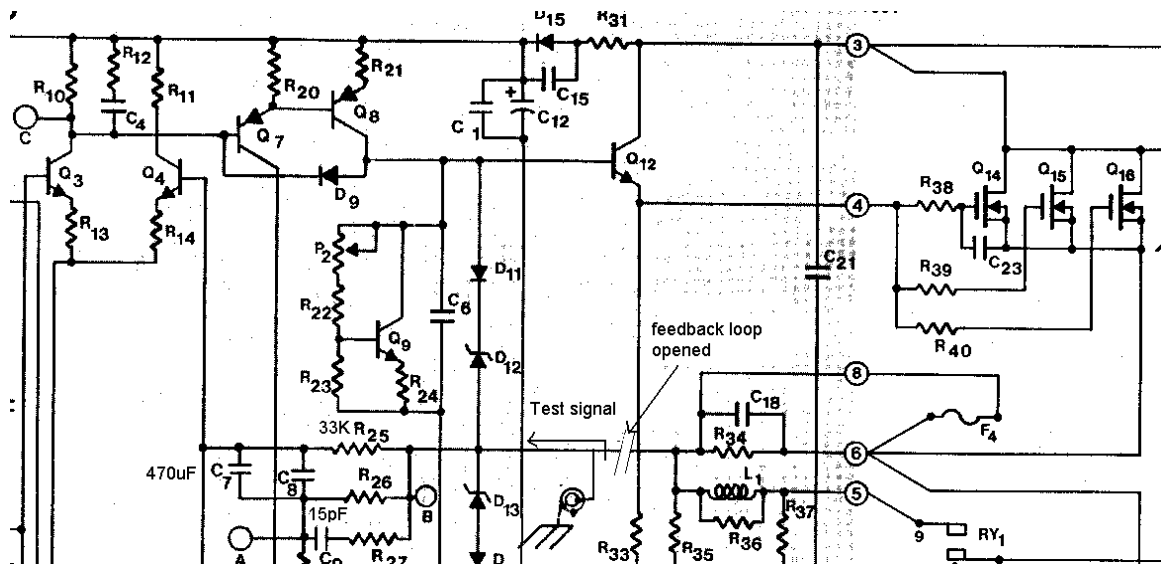 D15
R31
3
R12
R21
R10
R11
R20
C15
C4
Q8
C1
C12
C
Q7
Q3
Q4
Q12
Q14
Q15
Q16
D9
R38
4
R13
R14
P2
C23
D11
C21
R39
R22
C6
feedback loop
opened
Q9
R40
D12
R23
R24
8
C18
Test signal
F4
33K R25
R34
6
470uF
C7
C8
L1
5
R26
B
D13
R37
15pF
R36
9
RY1
A
C9
R27
D
R33
R35